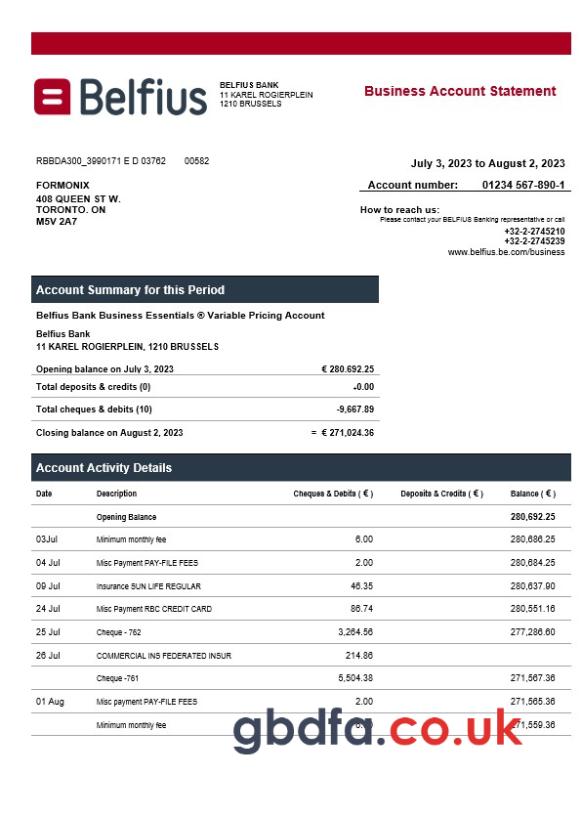 Belfius
BELFIUS BANK
11 KAREL ROGIERPLEIN
1210 BRUSSELS
Business Account Statement
RBBDA300_3990171 E D 03762 00582
July 3, 2023 to August 2, 2023
FORMONIX
408 QUEEN ST W.
TORONTO. ON
M5V 2A7
Account number: 01234 567-890-1
How to reach us:
Please contact your BELFIUS Banking representative or call
+32-2-2745210
+32-2-2745239
www.belfius.be.com/business
Account Summary for this Period
Belfius Bank Business Essentials ® Variable Pricing Account
Belfius Bank
11 KAREL ROGIERPLEIN, 1210 BRUSSELS
Opening balance on July 3, 2023 € 280.692.25
Total deposits & credits (0) -0.00
Total cheques & debits (10) -9,667.89
Closing balance on August 2, 2023 = € 271,024.36
Account Activity Details
Date Description Cheques & Debits ( € ) Deposits & Credits ( € ) Balance ( € )
Opening Balance 280,692.25
03Jul Minimum monthly fee 6.00 280,686.25
04 Jul Misc Payment PAY-FILE FEES 2.00 280,684.25
09 Jul Insurance SUN LIFE REGULAR 46.35 280,637.90
24 Jul Misc Payment RBC CREDIT CARD 86.74 280,551.16
25 Jul Cheque - 762 3,264.56 277,286.60
26 Jul COMMERCIAL INS FEDERATED INSUR 214.86
Cheque -761 5,504.38 271,567.36
01 Aug Misc payment PAY-FILE FEES 2.00 271,565.36
Minimum monthly fee 271,559.36
gbdfa.co.uk